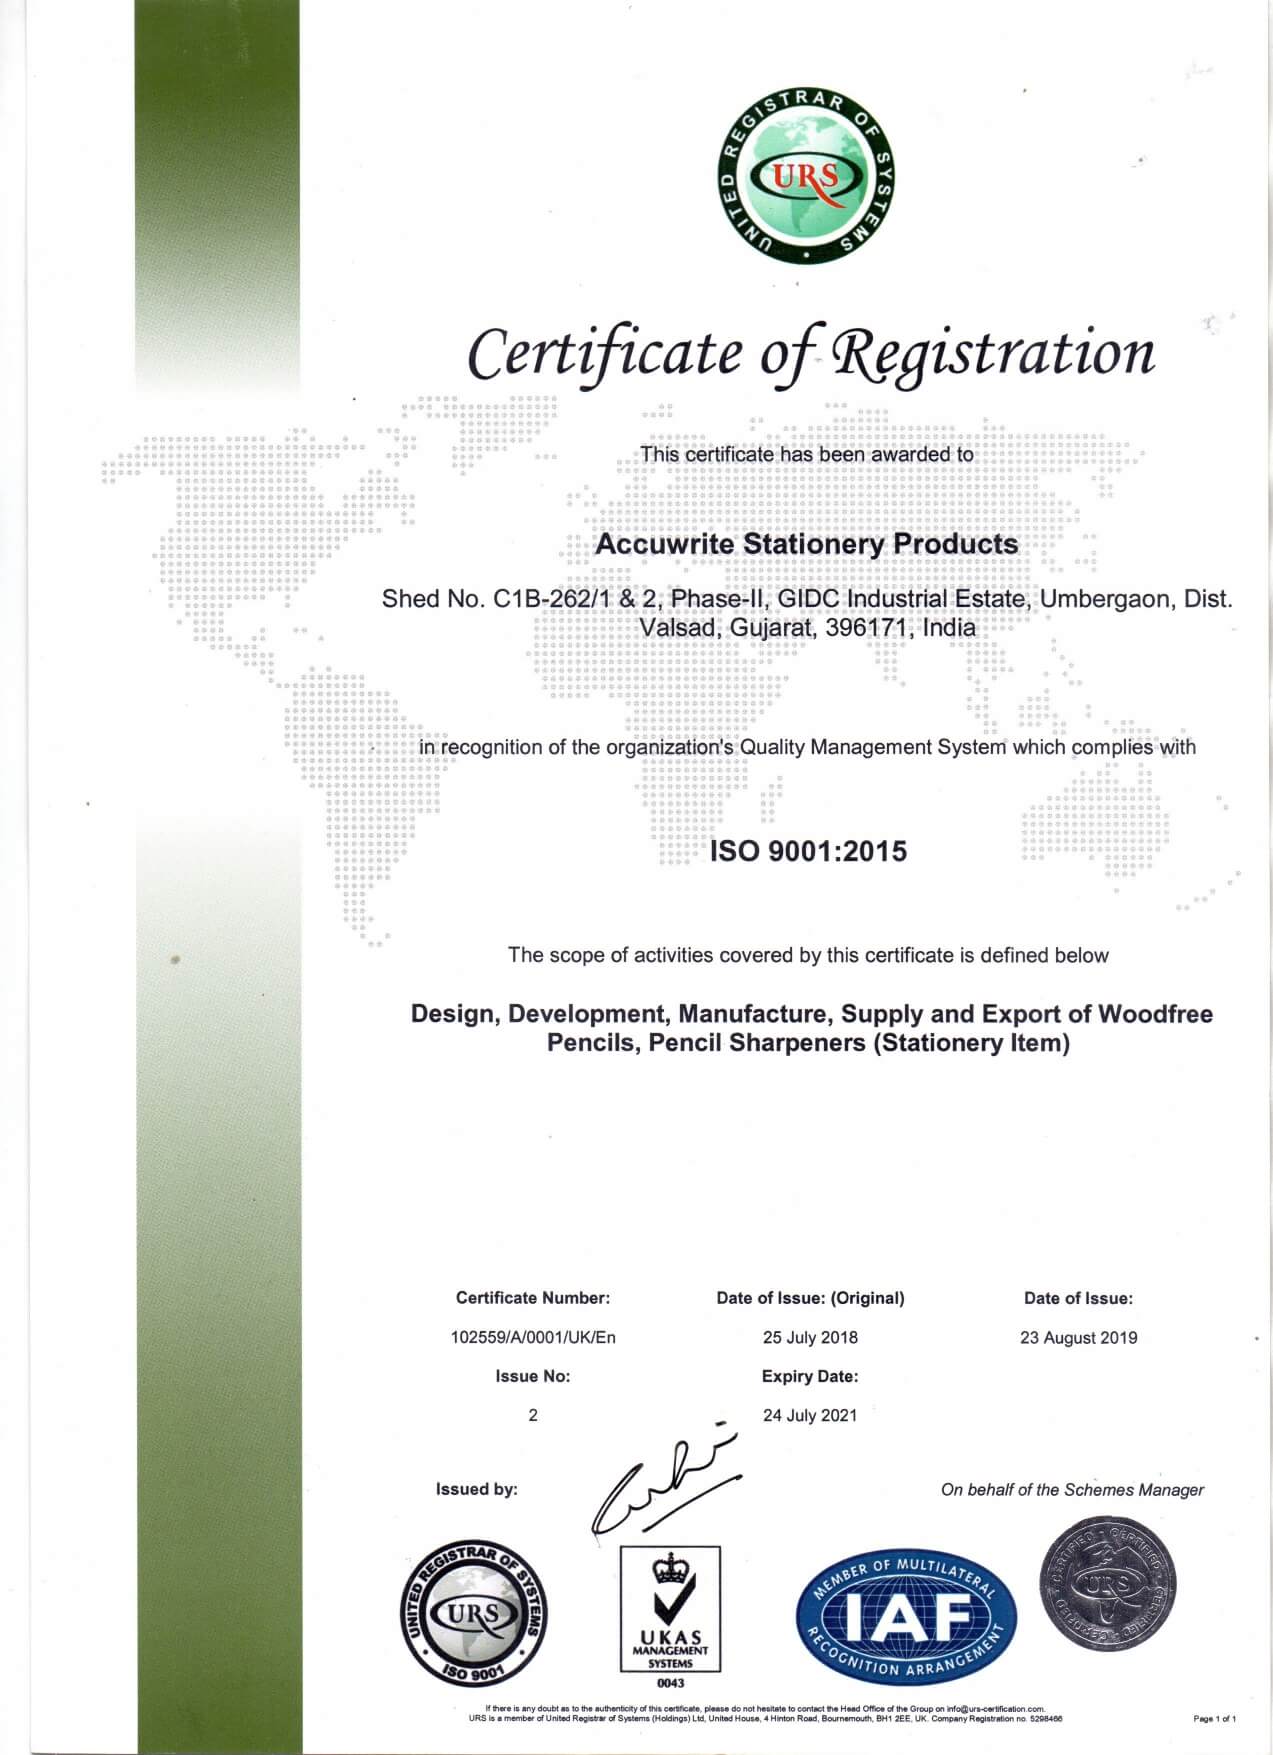 UNITED REGISTRAR OF SYSTEMS
URS
Certificate of Registration
This certificate has been awarded to
Accuwrite Stationery Products
Shed No. C1B-262/1 & 2, Phase-II, GIDC Industrial Estate, Umbergaon, Dist.
Valsad, Gujarat, 396171, India
in recognition of the organization's Quality Management System which complies with
ISO 9001:2015
The scope of activities covered by this certificate is defined below
Design, Development, Manufacture, Supply and Export of Woodfree
Pencils, Pencil Sharpeners (Stationery Item)
Certificate Number: Date of Issue: (Original) Date of Issue:
102559/A/0001/UK/En 25 July 2018 23 August 2019
Issue No: Expiry Date:
2 24 July 2021
Issued by: On behalf of the Schemes Manager
UNITED REGISTRAR OF SYSTEMS
URS
ISO 9001
UKAS
MANAGEMENT
SYSTEMS
0043
MEMBER OF MULTILATERAL
IAF
RECOGNITION ARRANGEMENT
CERTIFIED CERTIFIED CERTIFIED CERTIFIED
URS
If there is any doubt as to the authenticity of this certificate, please do not hesitate to contact the Head Office of the Group on info@urs-certification.com.
URS is a member of United Registrar of Systems (Holdings) Ltd, United House, 4 Hinton Road, Bournemouth, BH1 2EE, UK. Company Registration no. 5298466
Page 1 of 1